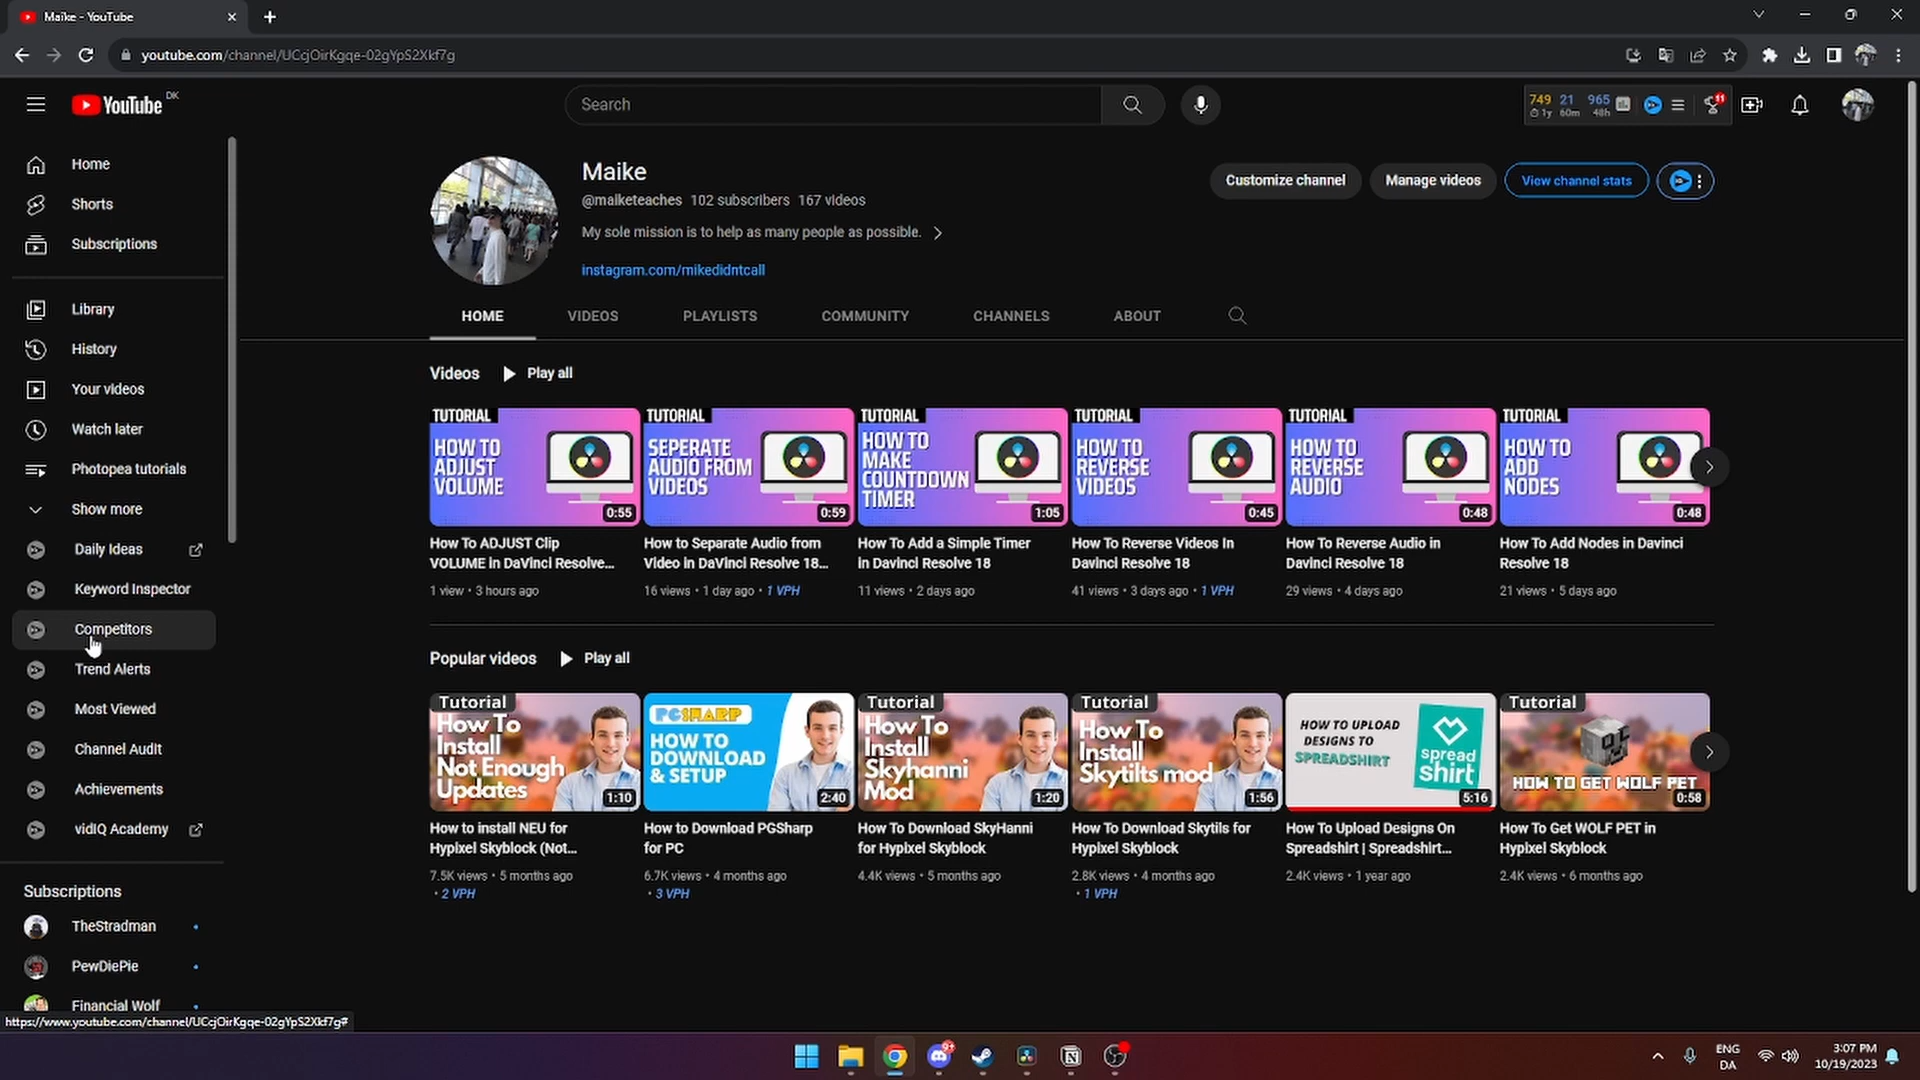 Maike - YouTube
youtube.com/channel/UCcjOirKgqe-02gYpS2Xkf7g
YouTube DK
Search
749 21 965
1y 60m 48h
11
Home
Shorts
Subscriptions
Library
History
Your videos
Watch later
Photopea tutorials
Show more
Daily Ideas
Keyword Inspector
Competitors
Trend Alerts
Most Viewed
Channel Audit
Achievements
vidIQ Academy
Subscriptions
TheStradman
PewDiePie
Financial Wolf
https://www.youtube.com/channel/UCcjOirKgqe-02gYpS2Xkf7g#
Maike
@maiketeaches 102 subscribers 167 videos
My sole mission is to help as many people as possible.
instagram.com/mikedidntcall
Customize channel
Manage videos
View channel stats
HOME VIDEOS PLAYLISTS COMMUNITY CHANNELS ABOUT
Videos Play all
TUTORIAL
HOW TO
ADJUST
VOLUME
0:55
How To ADJUST Clip
VOLUME in DaVinci Resolve...
1 view • 3 hours ago
TUTORIAL
SEPERATE
AUDIO FROM
VIDEOS
0:59
How to Separate Audio from
Video in DaVinci Resolve 18...
16 views • 1 day ago • 1 VPH
TUTORIAL
HOW TO
MAKE
COUNTDOWN
TIMER
1:05
How To Add a Simple Timer
in Davinci Resolve 18
11 views • 2 days ago
TUTORIAL
HOW TO
REVERSE
VIDEOS
0:45
How To Reverse Videos In
Davinci Resolve 18
41 views • 3 days ago • 1 VPH
TUTORIAL
HOW TO
REVERSE
AUDIO
0:48
How To Reverse Audio in
Davinci Resolve 18
29 views • 4 days ago
TUTORIAL
HOW TO
ADD
NODES
0:48
How To Add Nodes in Davinci
Resolve 18
21 views • 5 days ago
Popular videos Play all
Tutorial
How To
Install
Not Enough
Updates
1:10
How to install NEU for
Hypixel Skyblock (Not...
7.5K views • 5 months ago
• 2 VPH
PGSHARP
HOW TO
DOWNLOAD
& SETUP
2:40
How to Download PGSharp
for PC
6.7K views • 4 months ago
• 3 VPH
Tutorial
How To
Install
Skyhanni
Mod
1:20
How To Download SkyHanni
for Hypixel Skyblock
4.4K views • 5 months ago
Tutorial
How To
Install
Skytilts mod
1:56
How To Download Skytils for
Hypixel Skyblock
2.8K views • 4 months ago
• 1 VPH
HOW TO UPLOAD
DESIGNS TO
SPREADSHIRT
spread
shirt
5:16
How To Upload Designs On
Spreadshirt | Spreadshirt...
2.4K views • 1 year ago
Tutorial
HOW TO GET WOLF PET
0:58
How To Get WOLF PET in
Hypixel Skyblock
2.4K views • 6 months ago
9+
ENG
DA
3:07 PM
10/19/2023